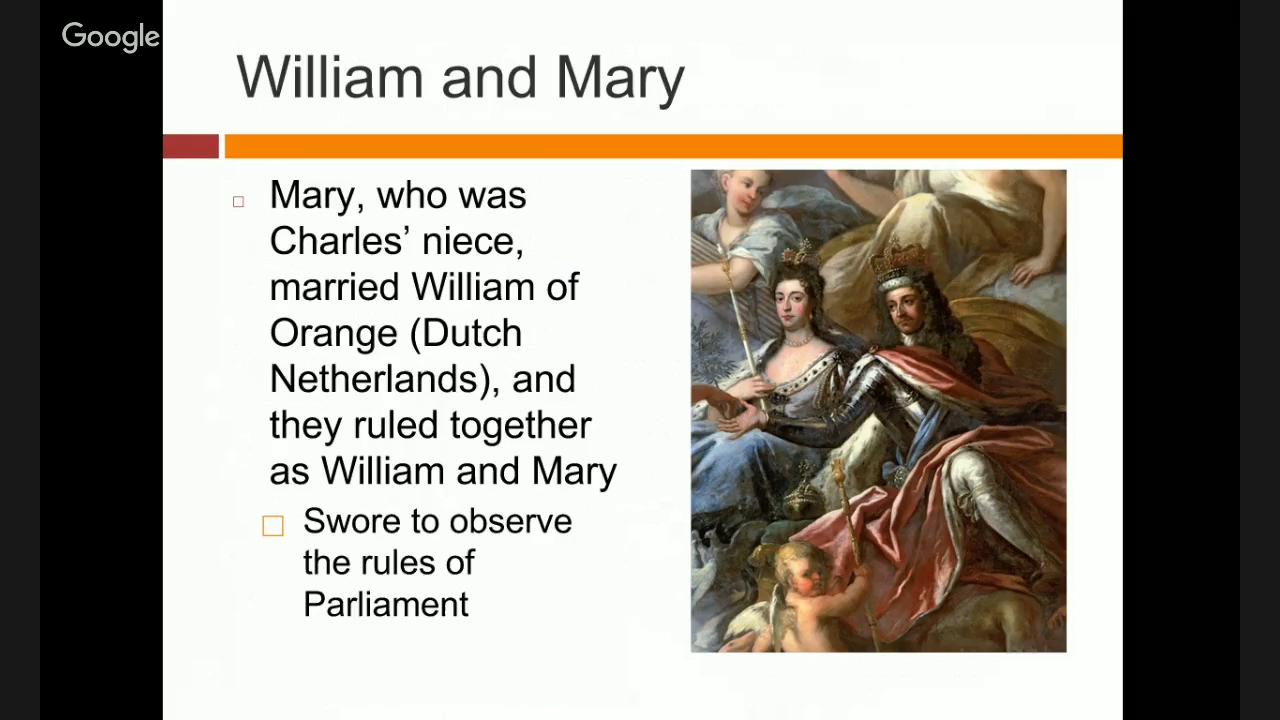 Google
William and Mary
Mary, who was
Charles’ niece,
married William of
Orange (Dutch
Netherlands), and
they ruled together
as William and Mary
Swore to observe
the rules of
Parliament